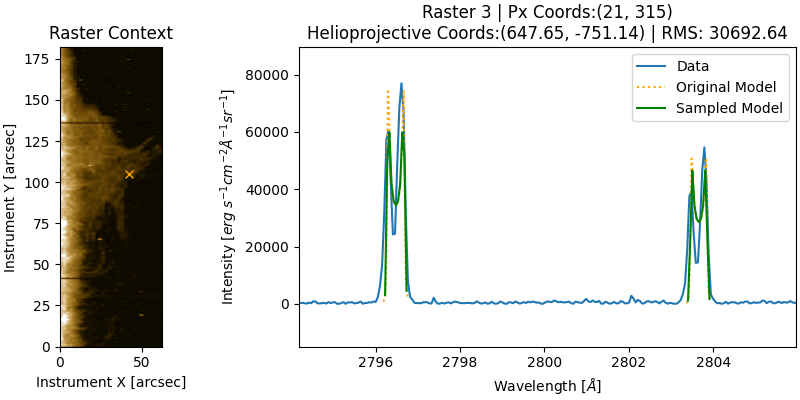 Raster 3 | Px Coords:(21, 315)
Helioprojective Coords:(647.65, -751.14) | RMS: 30692.64
Raster Context
Instrument Y [arcsec]
175
150
125
100
75
50
25
0
0
50
Instrument X [arcsec]
Intensity [erg s⁻¹cm⁻²Å⁻¹sr⁻¹]
80000
60000
40000
20000
0
2796
2798
2800
2802
2804
Wavelength [Å]
Data
Original Model
Sampled Model